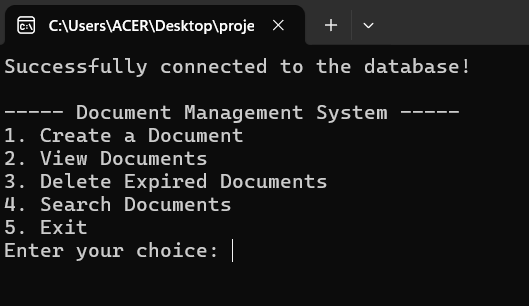 C:\Users\ACER\Desktop\proje
Successfully connected to the database!
----- Document Management System -----
1. Create a Document
2. View Documents
3. Delete Expired Documents
4. Search Documents
5. Exit
Enter your choice: